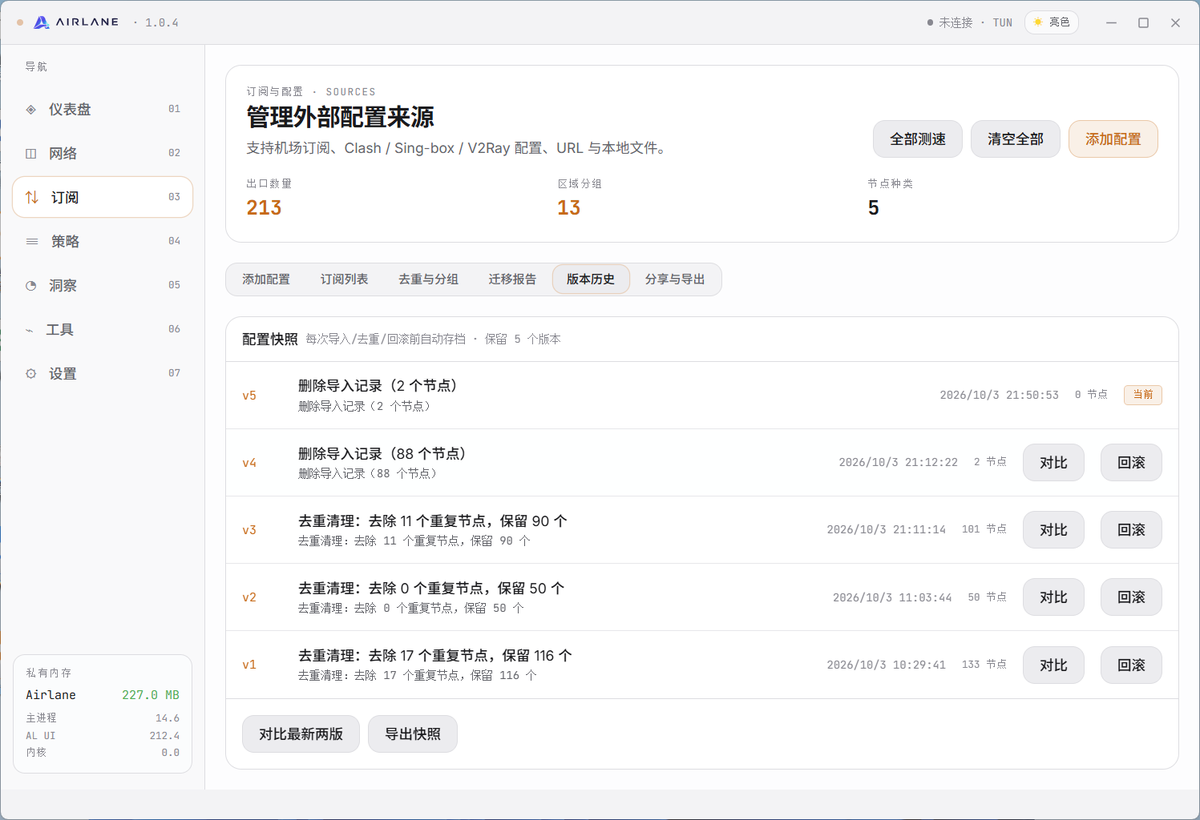 AIRLANE · 1.0.4
未连接 · TUN
亮色
导航
仪表盘 01
网络 02
订阅 03
策略 04
洞察 05
工具 06
设置 07
私有内存
Airlane 227.0 MB
主进程 14.6
AL UI 212.4
内核 0.0
订阅与配置 · SOURCES
管理外部配置来源
支持机场订阅、Clash / Sing-box / V2Ray 配置、URL 与本地文件。
全部测速
清空全部
添加配置
出口数量
213
区域分组
13
节点种类
5
添加配置
订阅列表
去重与分组
迁移报告
版本历史
分享与导出
配置快照 每次导入/去重/回滚前自动存档 · 保留 5 个版本
v5
删除导入记录（2 个节点）
删除导入记录（2 个节点）
2026/10/3 21:50:53 0 节点 当前
v4
删除导入记录（88 个节点）
删除导入记录（88 个节点）
2026/10/3 21:12:22 2 节点 对比 回滚
v3
去重清理：去除 11 个重复节点，保留 90 个
去重清理：去除 11 个重复节点，保留 90 个
2026/10/3 21:11:14 101 节点 对比 回滚
v2
去重清理：去除 0 个重复节点，保留 50 个
去重清理：去除 0 个重复节点，保留 50 个
2026/10/3 11:03:44 50 节点 对比 回滚
v1
去重清理：去除 17 个重复节点，保留 116 个
去重清理：去除 17 个重复节点，保留 116 个
2026/10/3 10:29:41 133 节点 对比 回滚
对比最新两版
导出快照